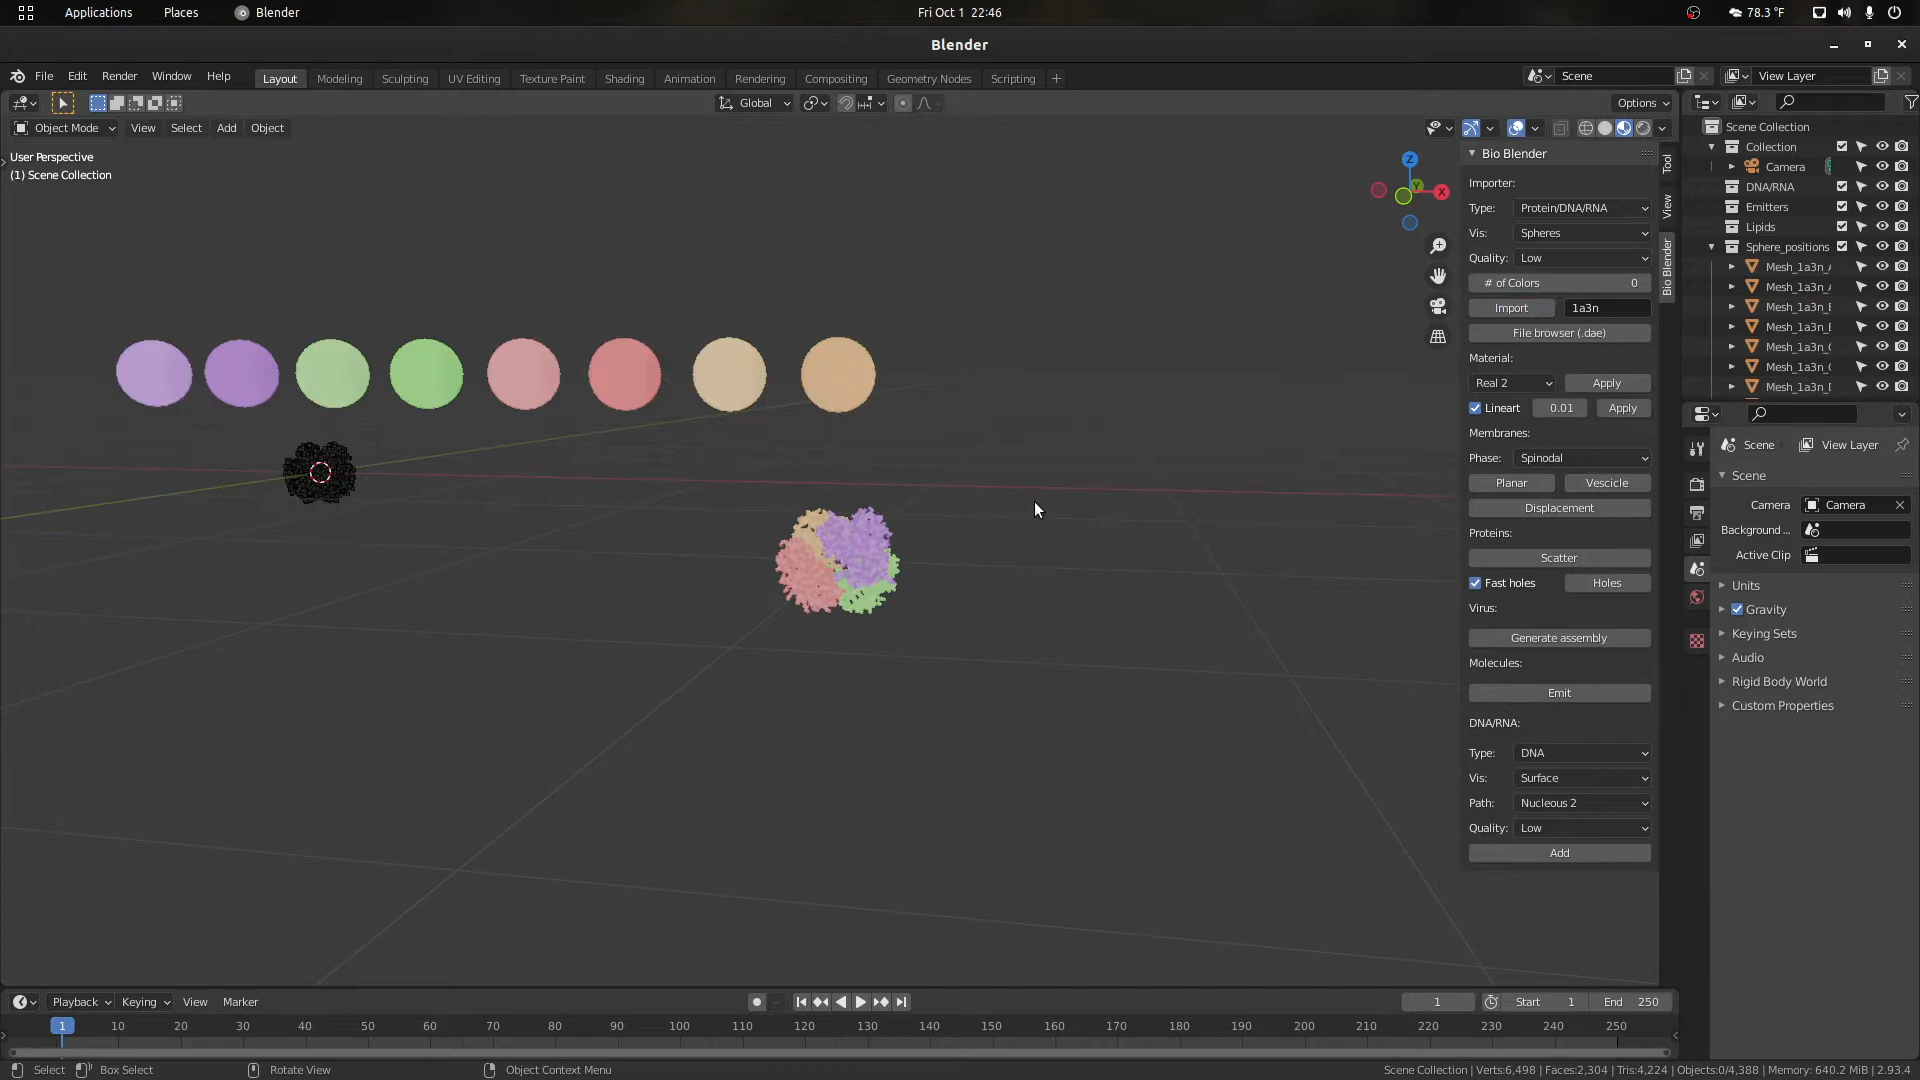 Applications Places Blender Fri Oct 1 22:46 78.3 °F
Blender
File Edit Render Window Help Layout Modeling Sculpting UV Editing Texture Paint Shading Animation Rendering Compositing Geometry Nodes Scripting + Scene View Layer
Global Options
Object Mode View Select Add Object
User Perspective
(1) Scene Collection
Z
Y
X
Bio Blender
Importer:
Type: Protein/DNA/RNA
Vis: Spheres
Quality: Low
# of Colors 0
Import 1a3n
File browser (.dae)
Material:
Real 2 Apply
Lineart 0.01 Apply
Membranes:
Phase: Spinodal
Planar Vescicle
Displacement
Proteins:
Scatter
Fast holes Holes
Virus:
Generate assembly
Molecules:
Emit
DNA/RNA:
Type: DNA
Vis: Surface
Path: Nucleous 2
Quality: Low
Add
Tool
View
Bio Blender
Scene Collection
Collection
Camera
DNA/RNA
Emitters
Lipids
Sphere_positions
Mesh_1a3n_
Mesh_1a3n_
Mesh_1a3n_
Mesh_1a3n_
Mesh_1a3n_
Mesh_1a3n_
Mesh_1a3n_
Scene View Layer
Scene
Camera Camera
Background ...
Active Clip
Units
Gravity
Keying Sets
Audio
Rigid Body World
Custom Properties
Playback Keying View Marker 1 Start 1 End 250
1 10 20 30 40 50 60 70 80 90 100 110 120 130 140 150 160 170 180 190 200 210 220 230 240 250
Select Box Select Rotate View Object Context Menu Scene Collection | Verts:6,498 | Faces:2,304 | Tris:4,224 | Objects:0/4,388 | Memory: 640.2 MiB | 2.93.4